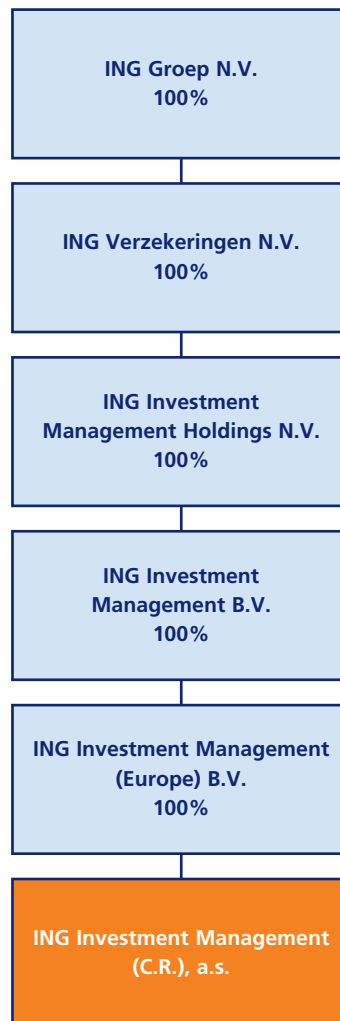 ING Groep N.V.
100%
ING Verzekeringen N.V.
100%
ING Investment
Management Holdings N.V.
100%
ING Investment
Management B.V.
100%
ING Investment Management
(Europe) B.V.
100%
ING Investment Management
(C.R.), a.s.